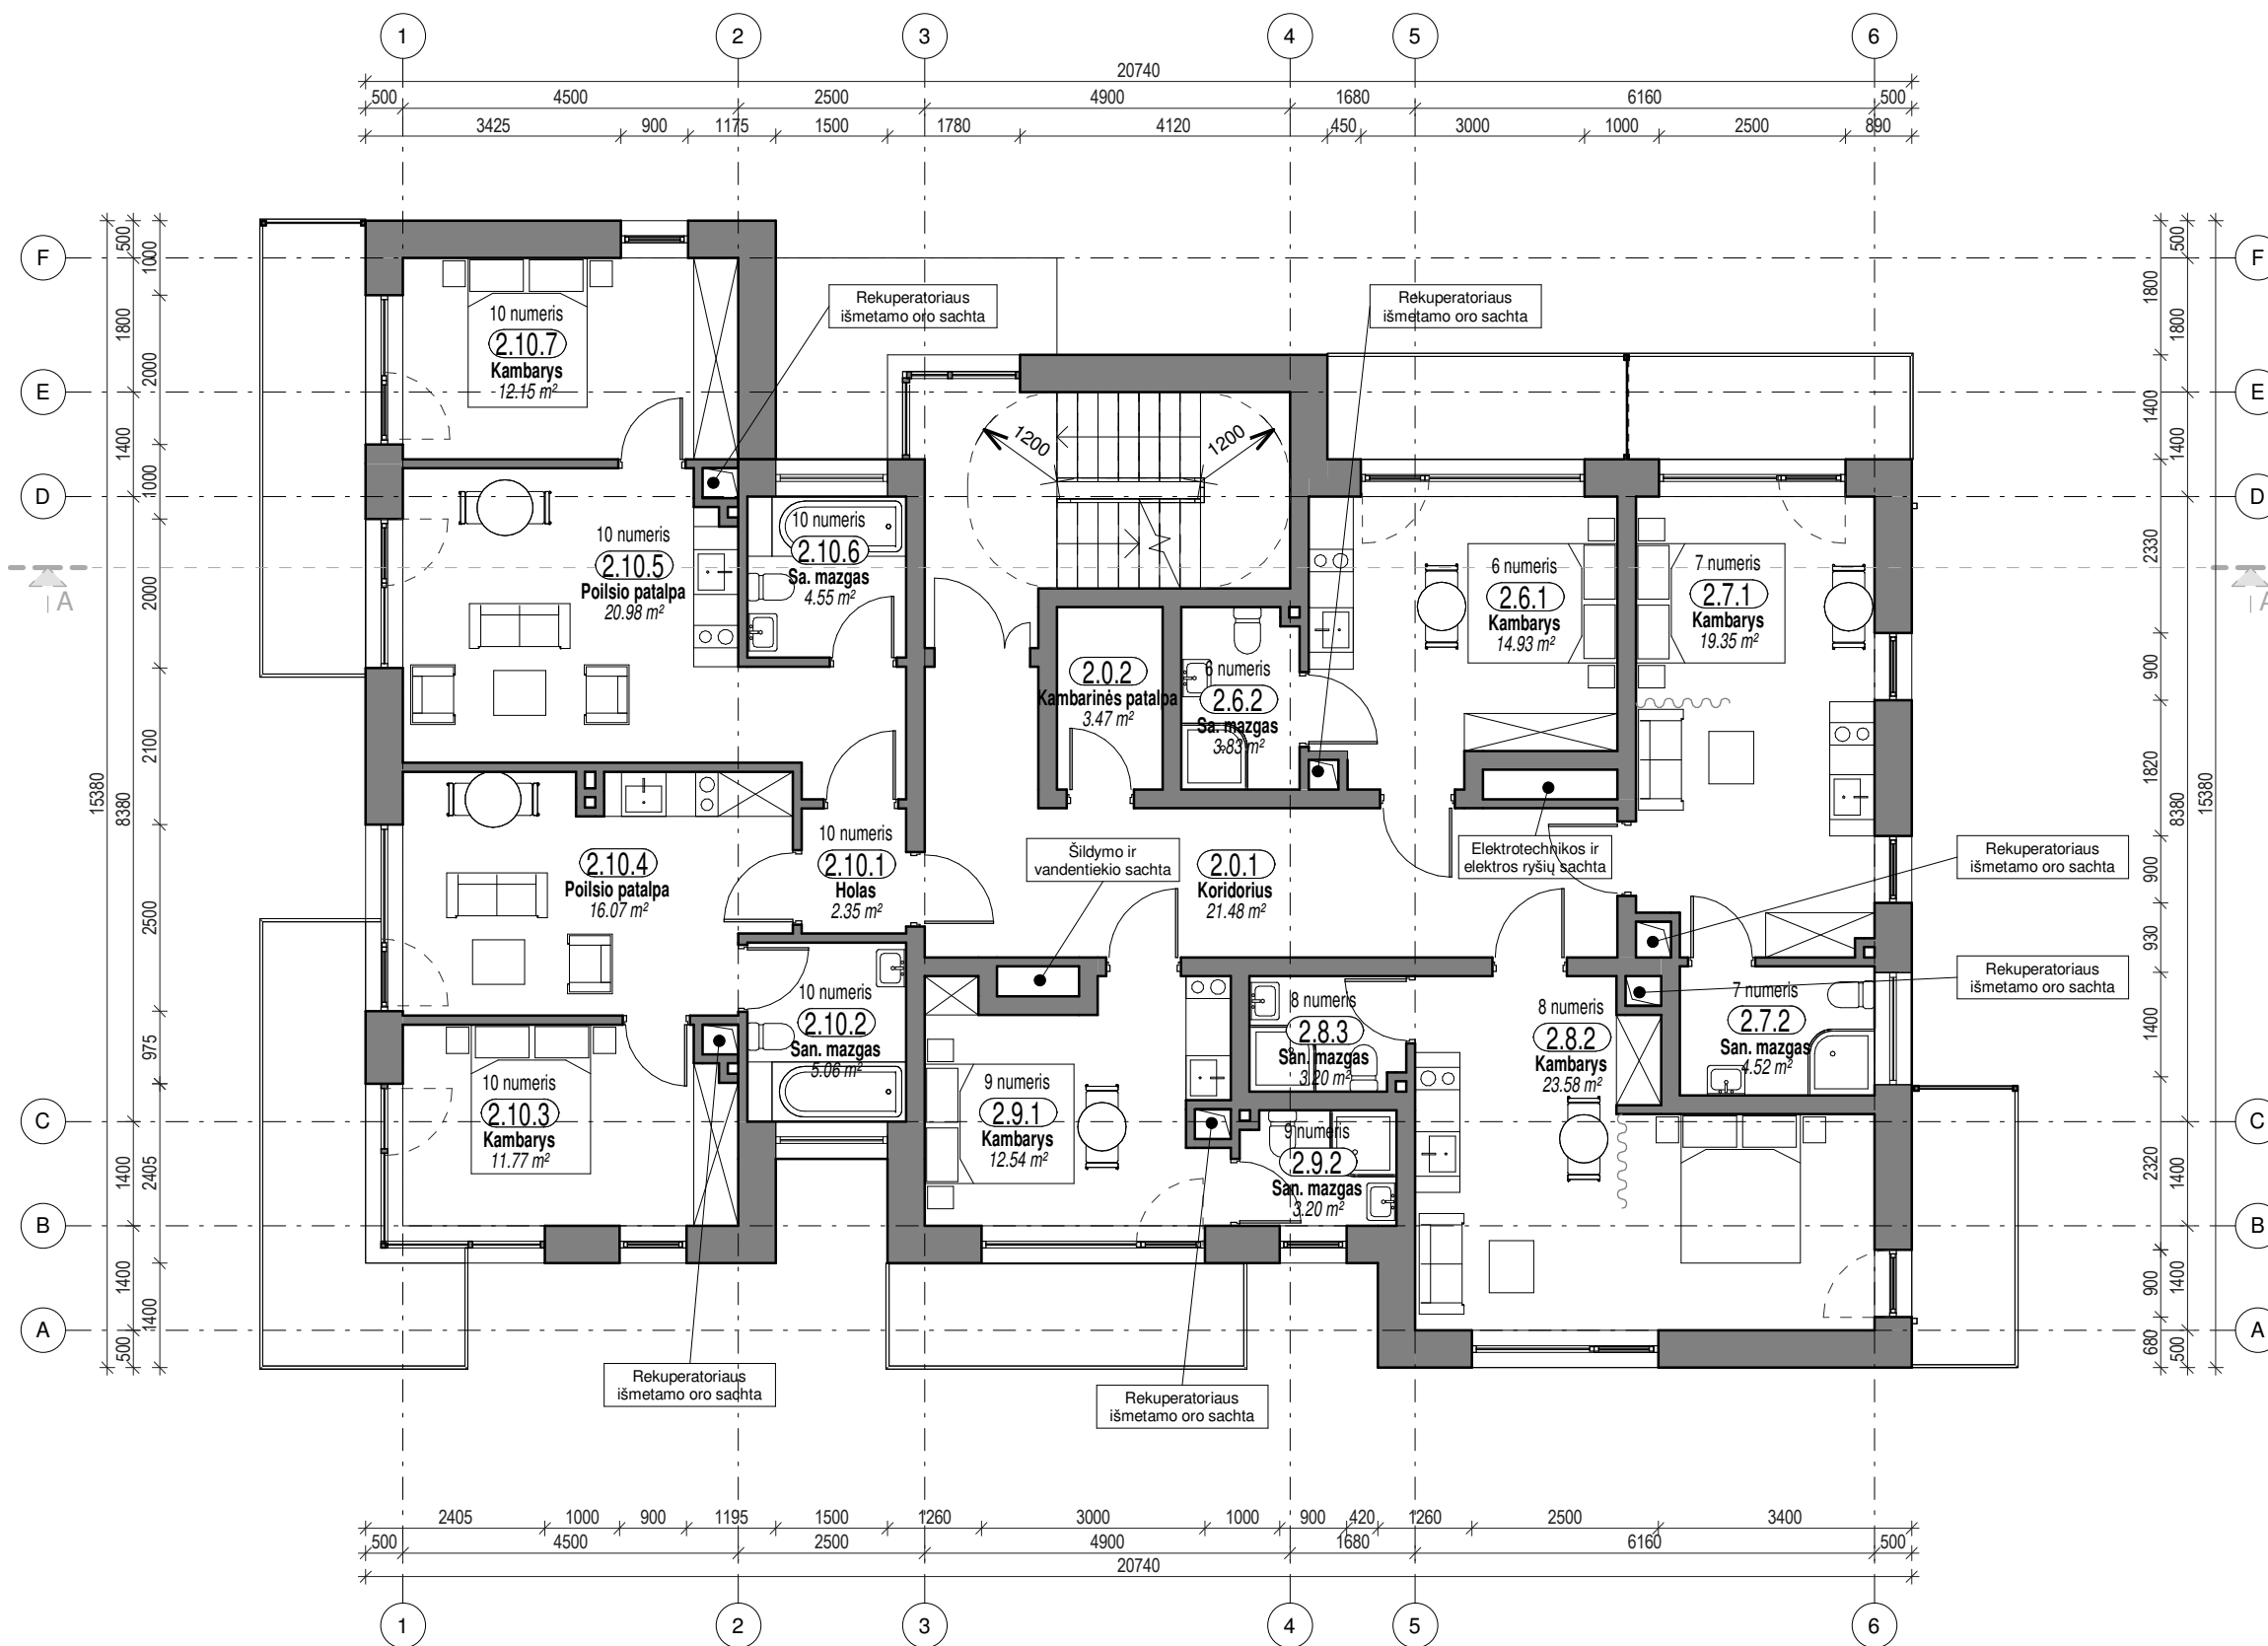 1 2 3 4 5 6
20740
500 4500 2500 4900 1680 6160 500
3425 900 1175 1500 1780 4120 450 3000 1000 2500 890
F
E
D
C
B
A
15380
500
8380
1400
1400
500
1000
1800
2000
1400
1000
2000
2100
2500
975
2405
1400
A
10 numeris
2.10.7
Kambarys
12.15 m²
Rekuperatoriaus
išmetamo oro sachta
Rekuperatoriaus
išmetamo oro sachta
1200
1200
10 numeris
2.10.5
Poilsio patalpa
20.98 m²
10 numeris
2.10.6
Sa. mazgas
4.55 m²
6 numeris
2.6.1
Kambarys
14.93 m²
7 numeris
2.7.1
Kambarys
19.35 m²
2.0.2
Kambarinės patalpa
3.47 m²
6 numeris
2.6.2
Sa. mazgas
3.83 m²
2.10.4
Poilsio patalpa
16.07 m²
10 numeris
2.10.1
Holas
2.35 m²
Šildymo ir
vandentiekio sachta
2.0.1
Koridorius
21.48 m²
Elektrotechnikos ir
elektros ryšių sachta
Rekuperatoriaus
išmetamo oro sachta
Rekuperatoriaus
išmetamo oro sachta
10 numeris
2.10.2
San. mazgas
5.06 m²
8 numeris
2.8.3
San. mazgas
3.20 m²
8 numeris
2.8.2
Kambarys
23.58 m²
7 numeris
2.7.2
San. mazgas
4.52 m²
10 numeris
2.10.3
Kambarys
11.77 m²
9 numeris
2.9.1
Kambarys
12.54 m²
9 numeris
2.9.2
San. mazgas
3.20 m²
Rekuperatoriaus
išmetamo oro sachta
Rekuperatoriaus
išmetamo oro sachta
1800
1400
2330
900
1820
900
930
1400
2320
900
680
500
1800
1400
8380
1400
1400
500
15380
F
E
D
A
C
B
A
2405 1000 900 1195 1500 1260 3000 1000 900 420 1260 2500 3400
500 4500 2500 4900 1680 6160 500
20740
1 2 3 4 5 6